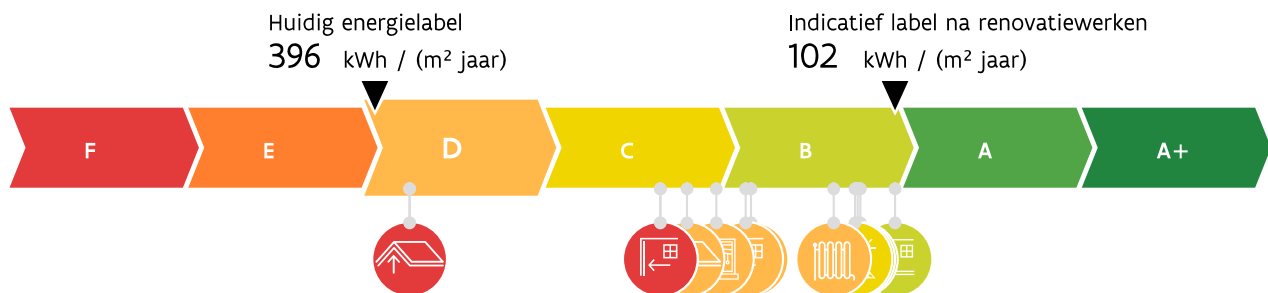 Huidig energielabel
396 kWh / (m² jaar)
Indicatief label na renovatiewerken
102 kWh / (m² jaar)
F E D C B A A+